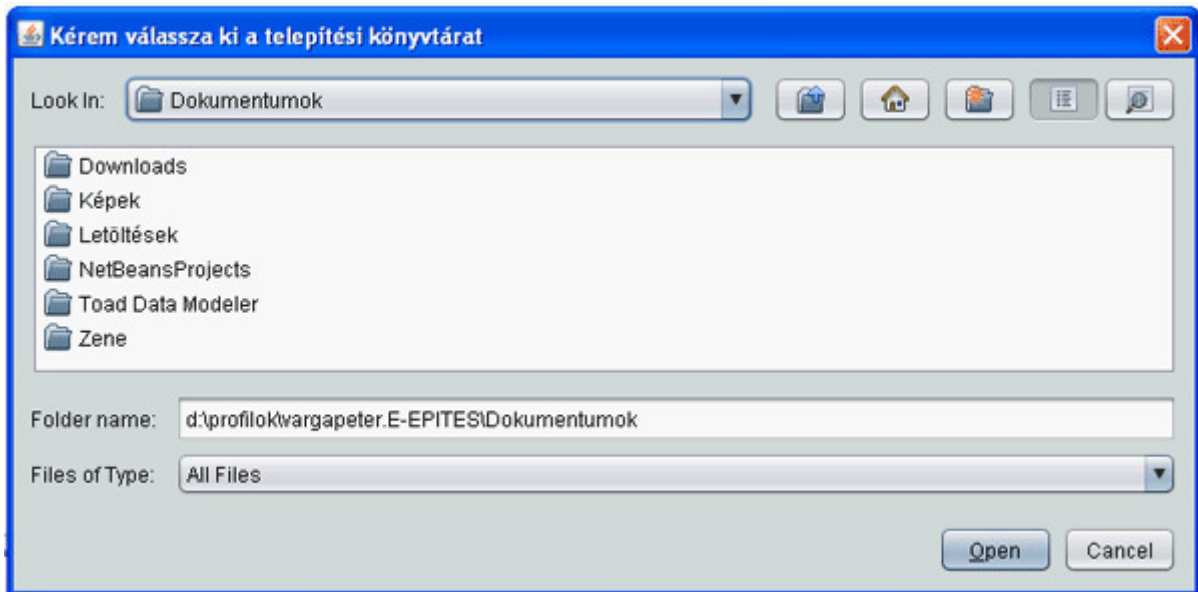 Kérem válassza ki a telepítési könyvtárat
Look In: Dokumentumok
Downloads
Képek
Letöltések
NetBeansProjects
Toad Data Modeler
Zene
Folder name: d:\profilok\vargapeter.E-EPITES\Dokumentumok
Files of Type: All Files
Open Cancel